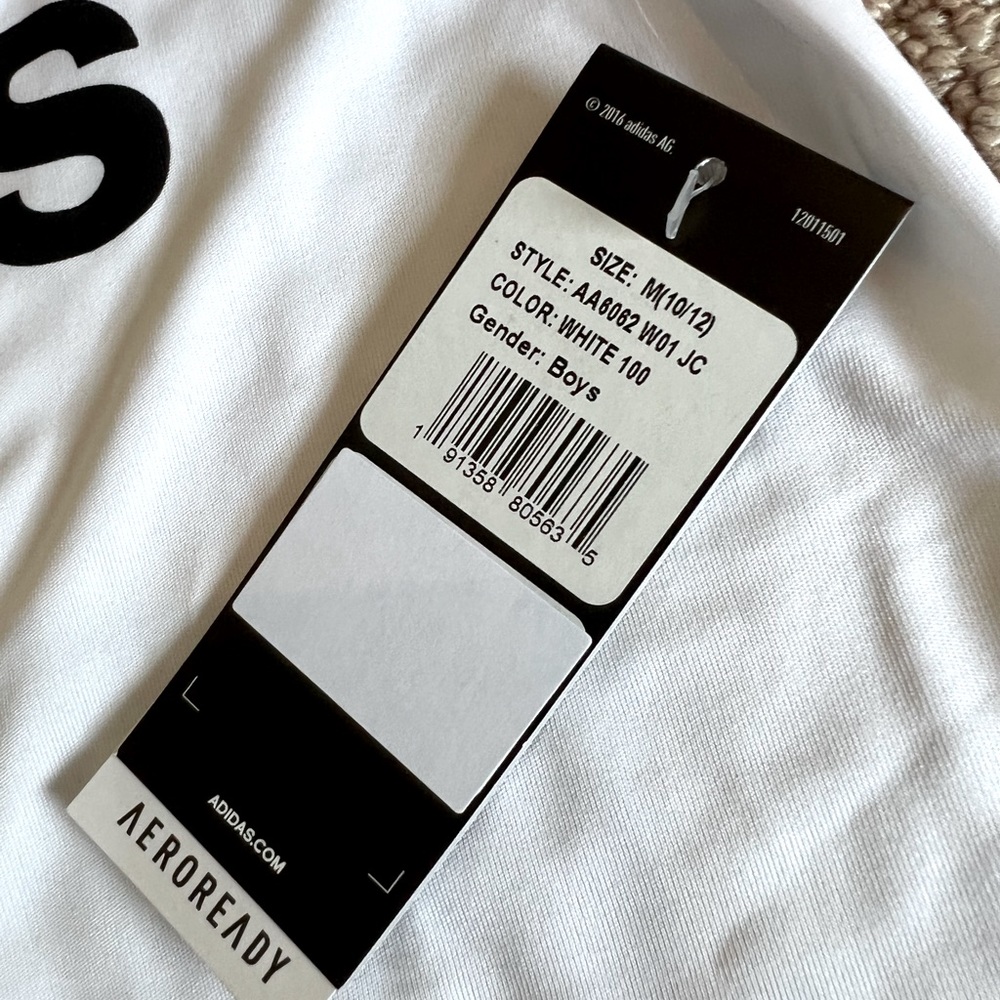 S
© 2016 adidas AG.
12011501
SIZE: M(10/12)
STYLE: AA6062 W01 JC
COLOR: WHITE 100
Gender: Boys
1 91358 80563 5
ADIDAS.COM
AEROREADY